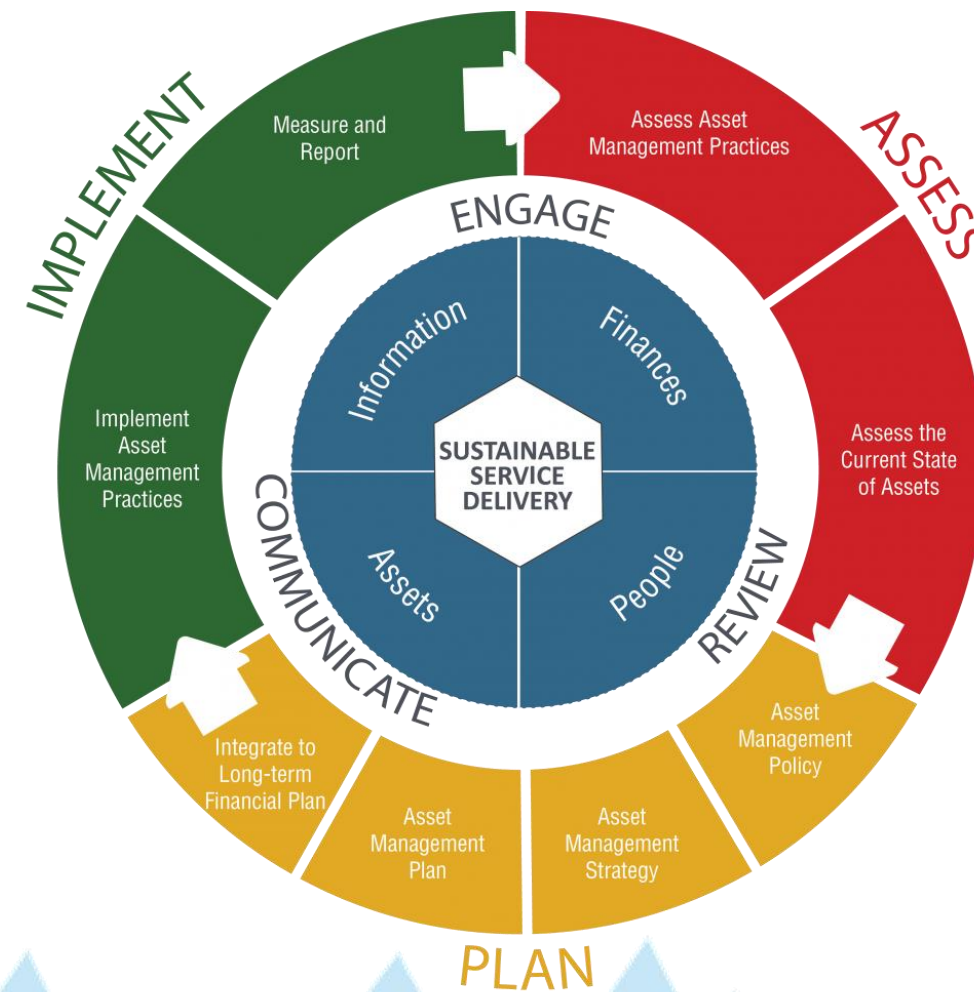 IMPLEMENT
Measure and
Report
Assess Asset
Management Practices
ASSESS
ENGAGE
Information
Finances
Implement
Asset
Management
Practices
SUSTAINABLE
SERVICE
DELIVERY
Assess the
Current State
of Assets
COMMUNICATE
Assets
People
REVIEW
Integrate to
Long-term
Financial Plan
Asset
Management
Plan
Asset
Management
Strategy
Asset
Management
Policy
PLAN